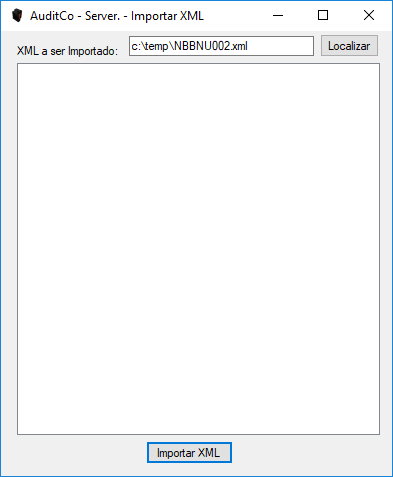 AuditCo - Server. - Importar XML
XML a ser Importado: c:\temp\NBBNU002.xml Localizar
Importar XML